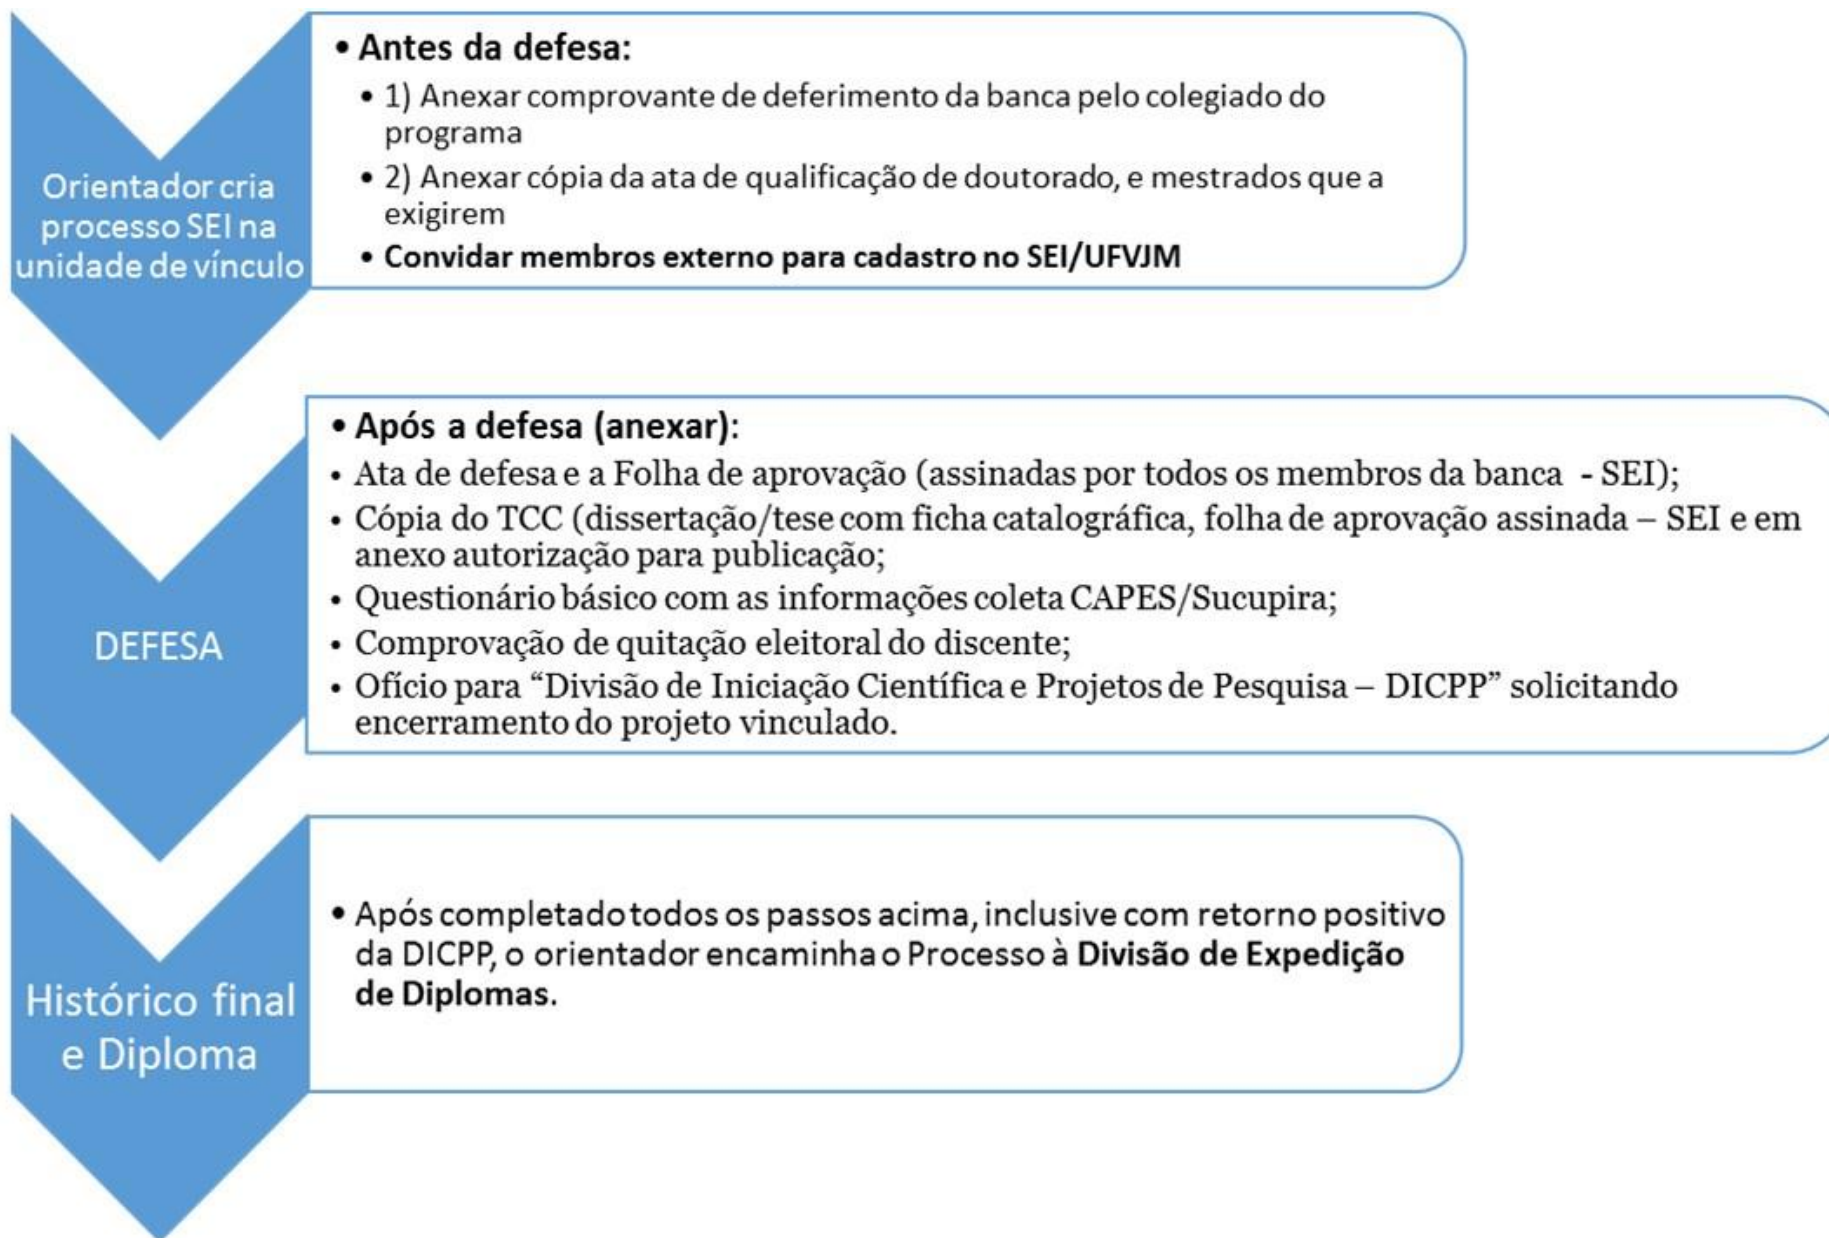 Orientador cria
processo SEI na
unidade de vínculo
• Antes da defesa:
• 1) Anexar comprovante de deferimento da banca pelo colegiado do
programa
• 2) Anexar cópia da ata de qualificação de doutorado, e mestrados que a
exigirem
• Convidar membros externo para cadastro no SEI/UFVJM
DEFESA
• Após a defesa (anexar):
• Ata de defesa e a Folha de aprovação (assinadas por todos os membros da banca - SEI);
• Cópia do TCC (dissertação/tese com ficha catalográfica, folha de aprovação assinada – SEI e em
anexo autorização para publicação;
• Questionário básico com as informações coleta CAPES/Sucupira;
• Comprovação de quitação eleitoral do discente;
• Ofício para “Divisão de Iniciação Científica e Projetos de Pesquisa – DICPP” solicitando
encerramento do projeto vinculado.
Histórico final
e Diploma
• Após completado todos os passos acima, inclusive com retorno positivo
da DICPP, o orientador encaminha o Processo à Divisão de Expedição
de Diplomas.